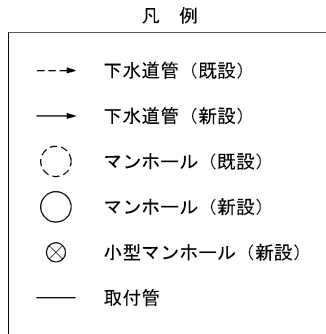 凡 例
下水道管（既設）
下水道管（新設）
マンホール（既設）
マンホール（新設）
小型マンホール（新設）
取付管